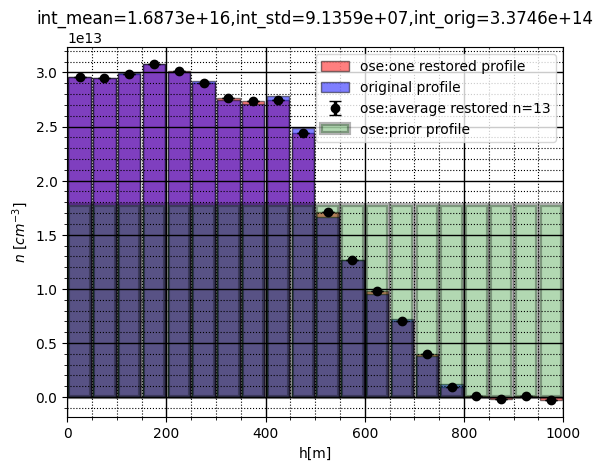 int_mean=1.6873e+16,int_std=9.1359e+07,int_orig=3.3746e+14
1e13
ose:one restored profile
original profile
ose:average restored n=13
ose:prior profile
3.0
2.5
2.0
1.5
1.0
0.5
0.0
n [cm⁻³]
0 200 400 600 800 1000
h[m]